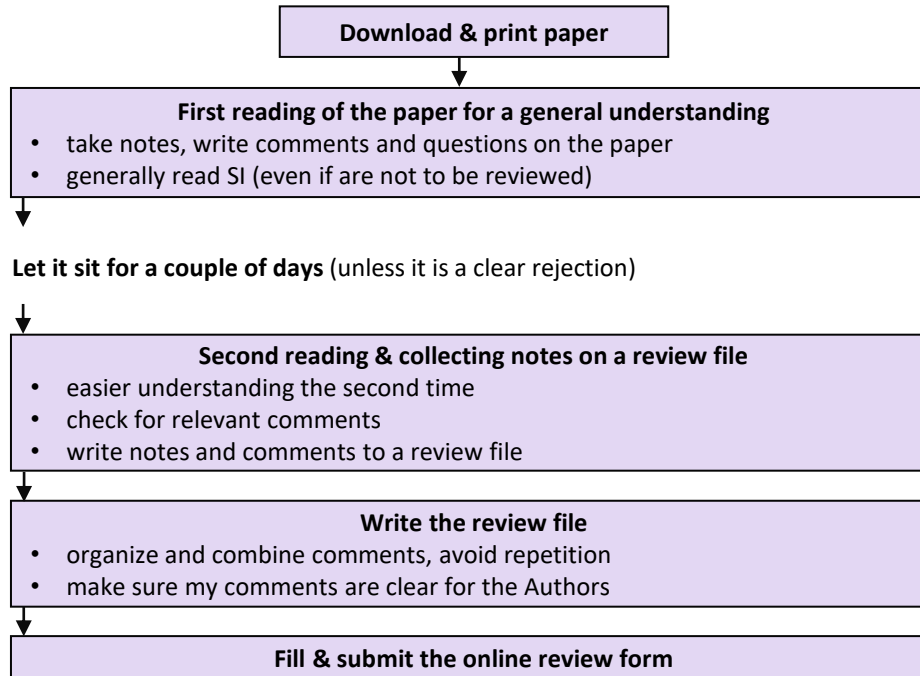 Download & print paper
First reading of the paper for a general understanding
• take notes, write comments and questions on the paper
• generally read SI (even if are not to be reviewed)
Let it sit for a couple of days (unless it is a clear rejection)
Second reading & collecting notes on a review file
• easier understanding the second time
• check for relevant comments
• write notes and comments to a review file
Write the review file
• organize and combine comments, avoid repetition
• make sure my comments are clear for the Authors
Fill & submit the online review form